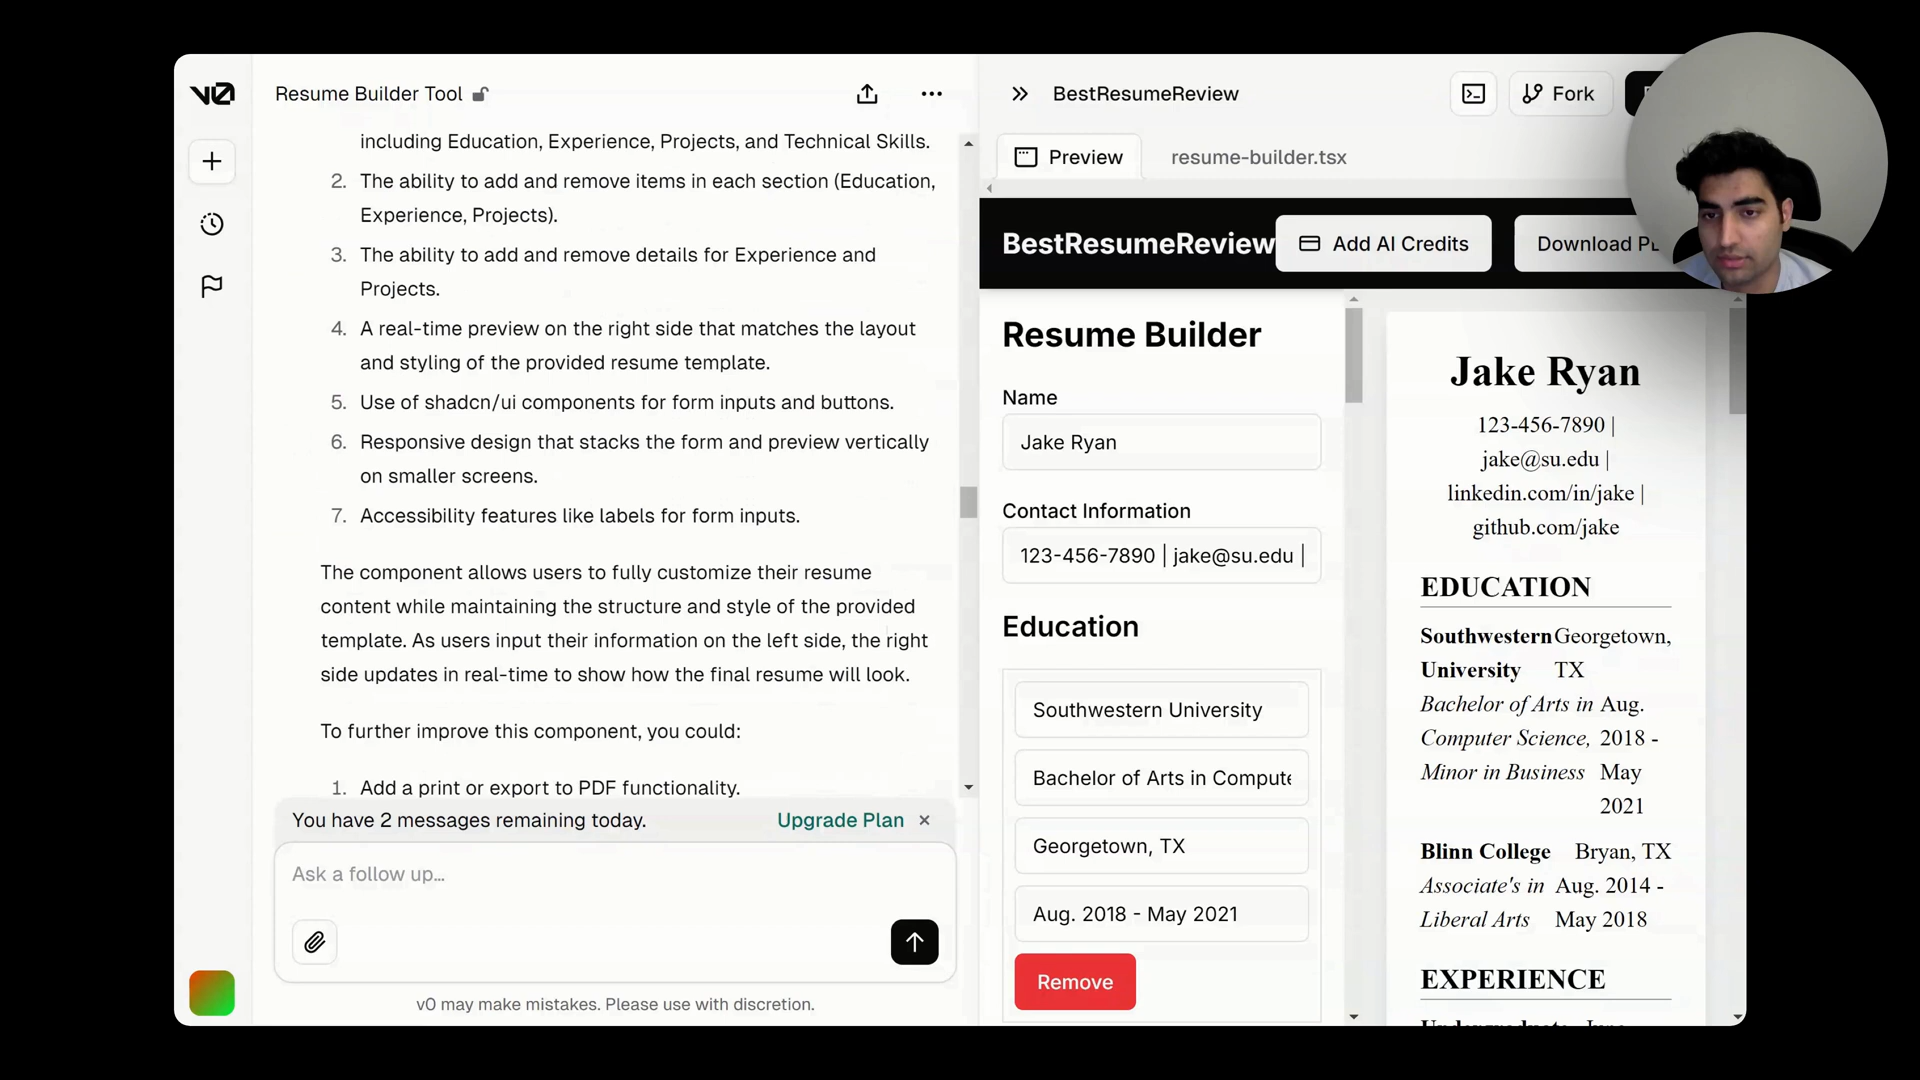 v0
Resume Builder Tool
including Education, Experience, Projects, and Technical Skills.
2. The ability to add and remove items in each section (Education,
Experience, Projects).
3. The ability to add and remove details for Experience and
Projects.
4. A real-time preview on the right side that matches the layout
and styling of the provided resume template.
5. Use of shadcn/ui components for form inputs and buttons.
6. Responsive design that stacks the form and preview vertically
on smaller screens.
7. Accessibility features like labels for form inputs.
The component allows users to fully customize their resume
content while maintaining the structure and style of the provided
template. As users input their information on the left side, the right
side updates in real-time to show how the final resume will look.
To further improve this component, you could:
1. Add a print or export to PDF functionality.
You have 2 messages remaining today.
Upgrade Plan
Ask a follow up...
v0 may make mistakes. Please use with discretion.
BestResumeReview
Fork
Preview
resume-builder.tsx
BestResumeReview
Add AI Credits
Download
Resume Builder
Name
Jake Ryan
Contact Information
123-456-7890 | jake@su.edu |
Education
Southwestern University
Bachelor of Arts in Compute
Georgetown, TX
Aug. 2018 - May 2021
Remove
Jake Ryan
123-456-7890 |
jake@su.edu |
linkedin.com/in/jake |
github.com/jake
EDUCATION
Southwestern University
Georgetown, TX
Bachelor of Arts in Computer Science, Minor in Business
Aug. 2018 - May 2021
Blinn College
Bryan, TX
Associate's in Liberal Arts
Aug. 2014 - May 2018
EXPERIENCE